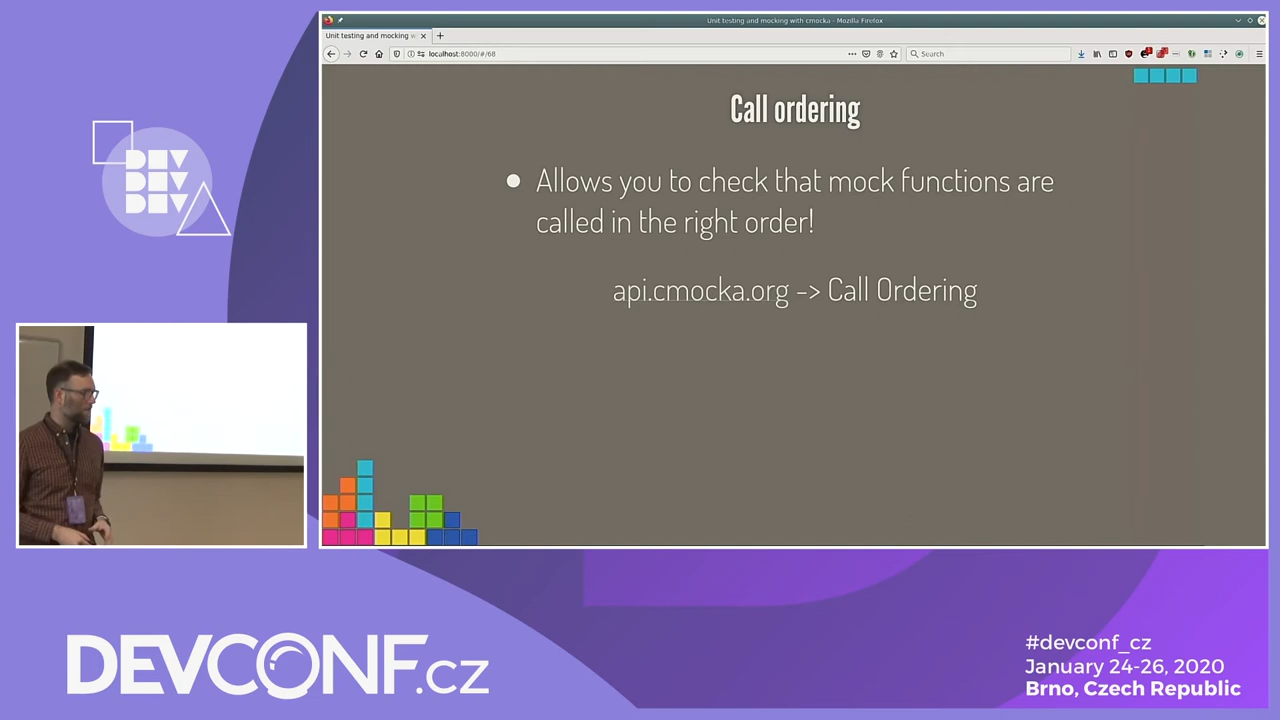 DEV
DEV
DEV
Unit testing and mocking with cmocka - Mozilla Firefox
Unit testing and mocking w
localhost:8000/#/68
Search
Call ordering
• Allows you to check that mock functions are
called in the right order!
api.cmocka.org -> Call Ordering
DEVCONF.cz
#devconf_cz
January 24-26, 2020
Brno, Czech Republic